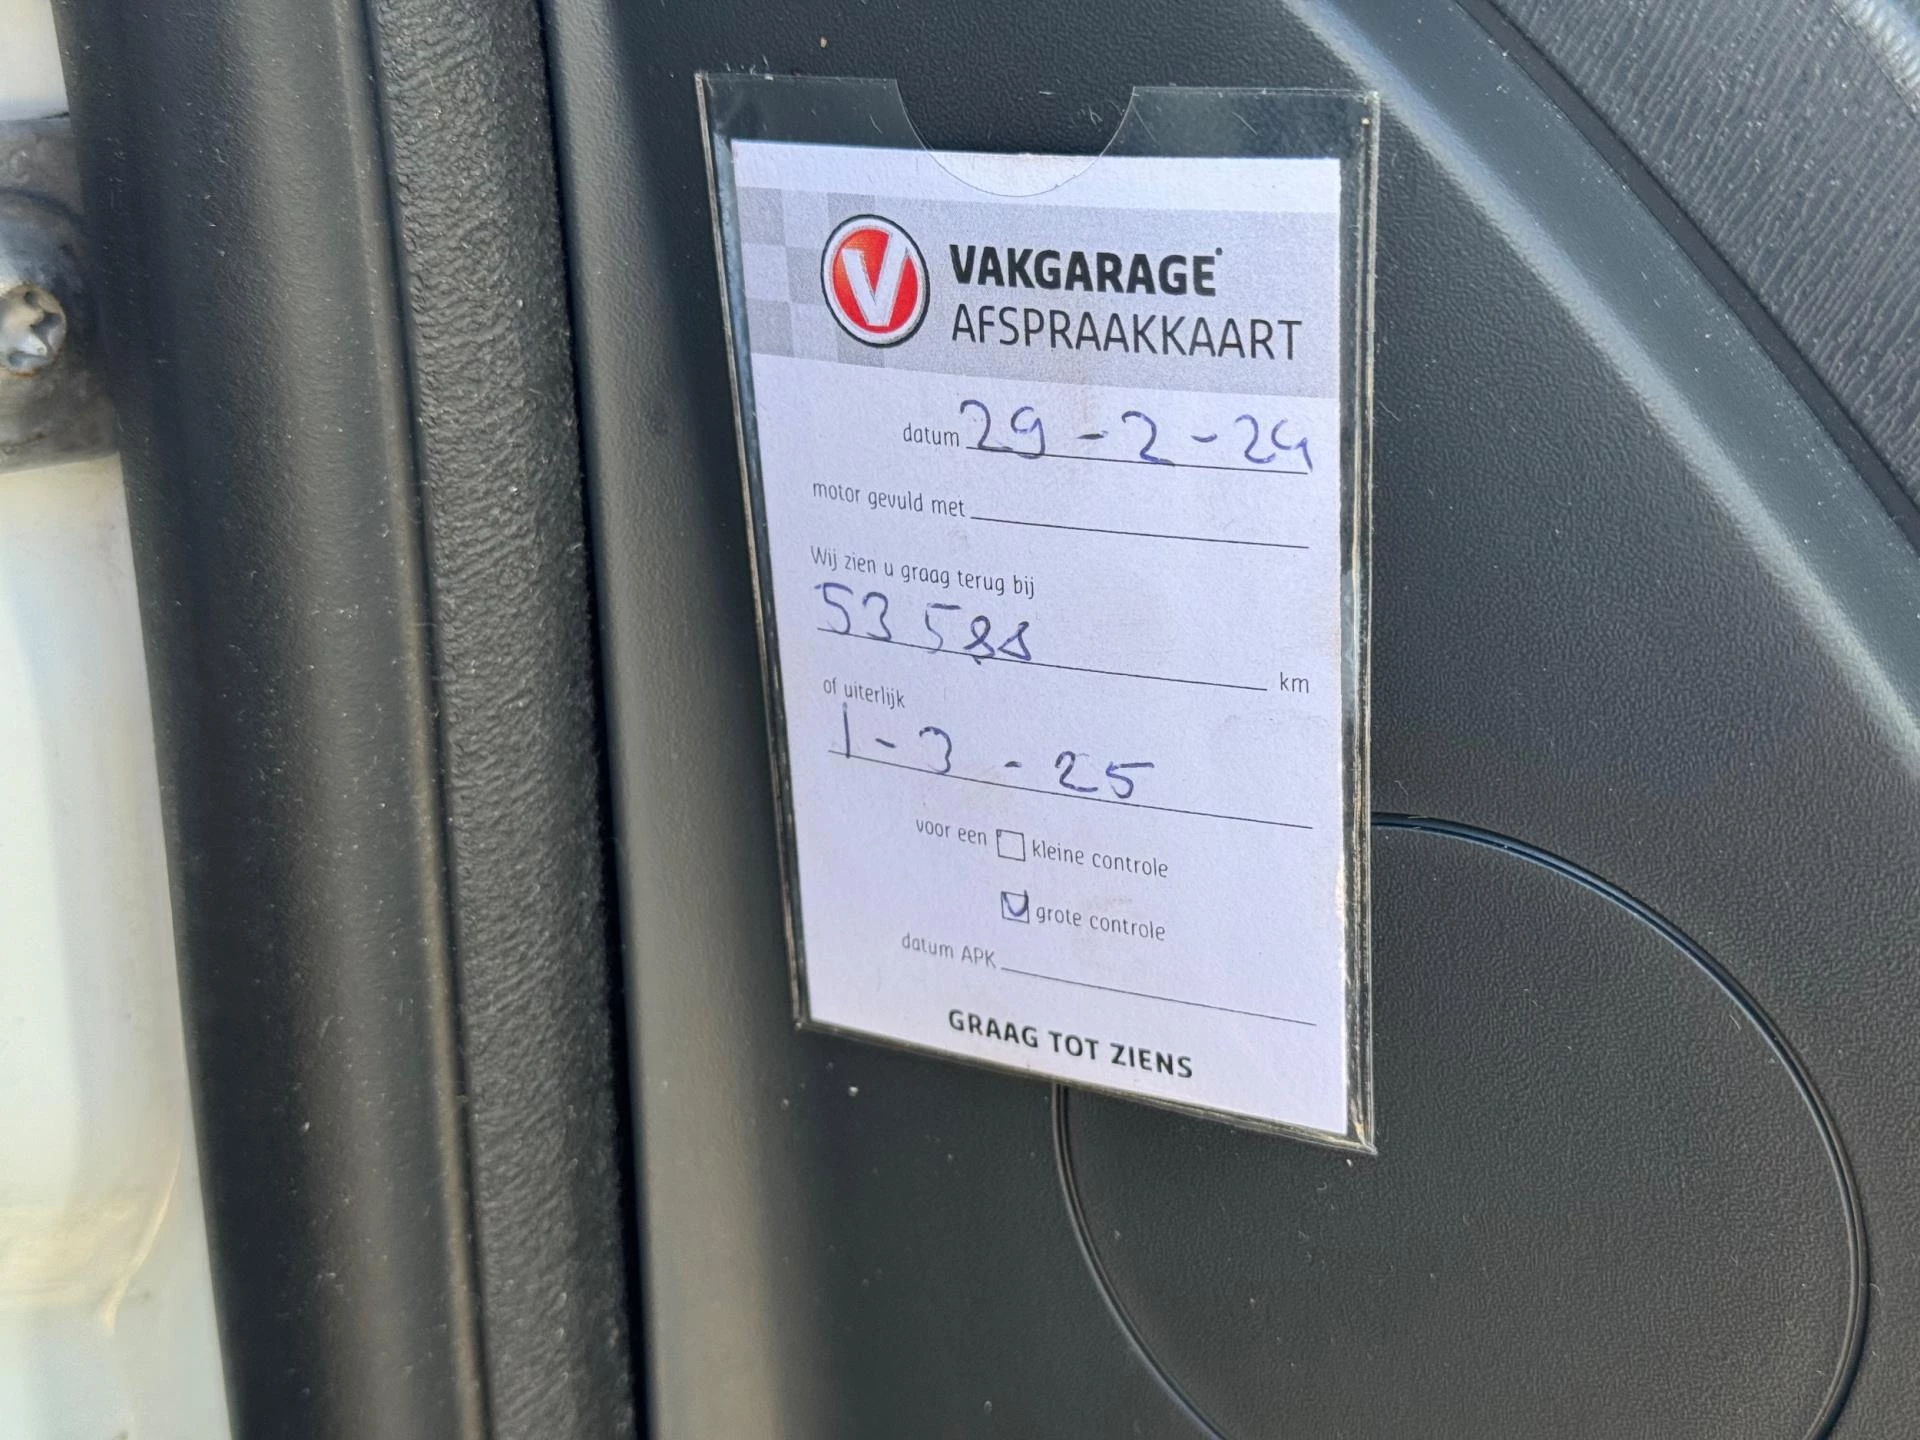 V VAKGARAGE
AFSPRAAKKAART
datum 29-2-24
motor gevuld met
Wij zien u graag terug bij
53588 km
of uiterlijk
1-3-25
voor een kleine controle
grote controle
datum APK
GRAAG TOT ZIENS